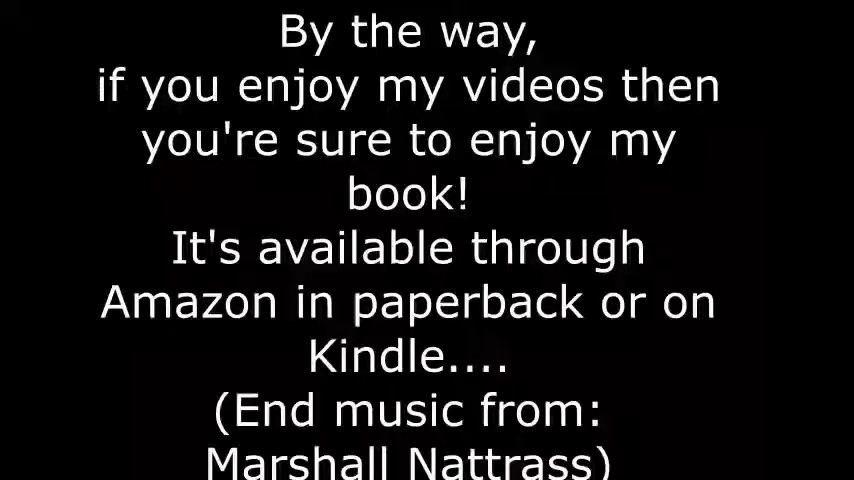 By the way,
if you enjoy my videos then
you're sure to enjoy my
book!
It's available through
Amazon in paperback or on
Kindle....
(End music from:
Marshall Nattrass)